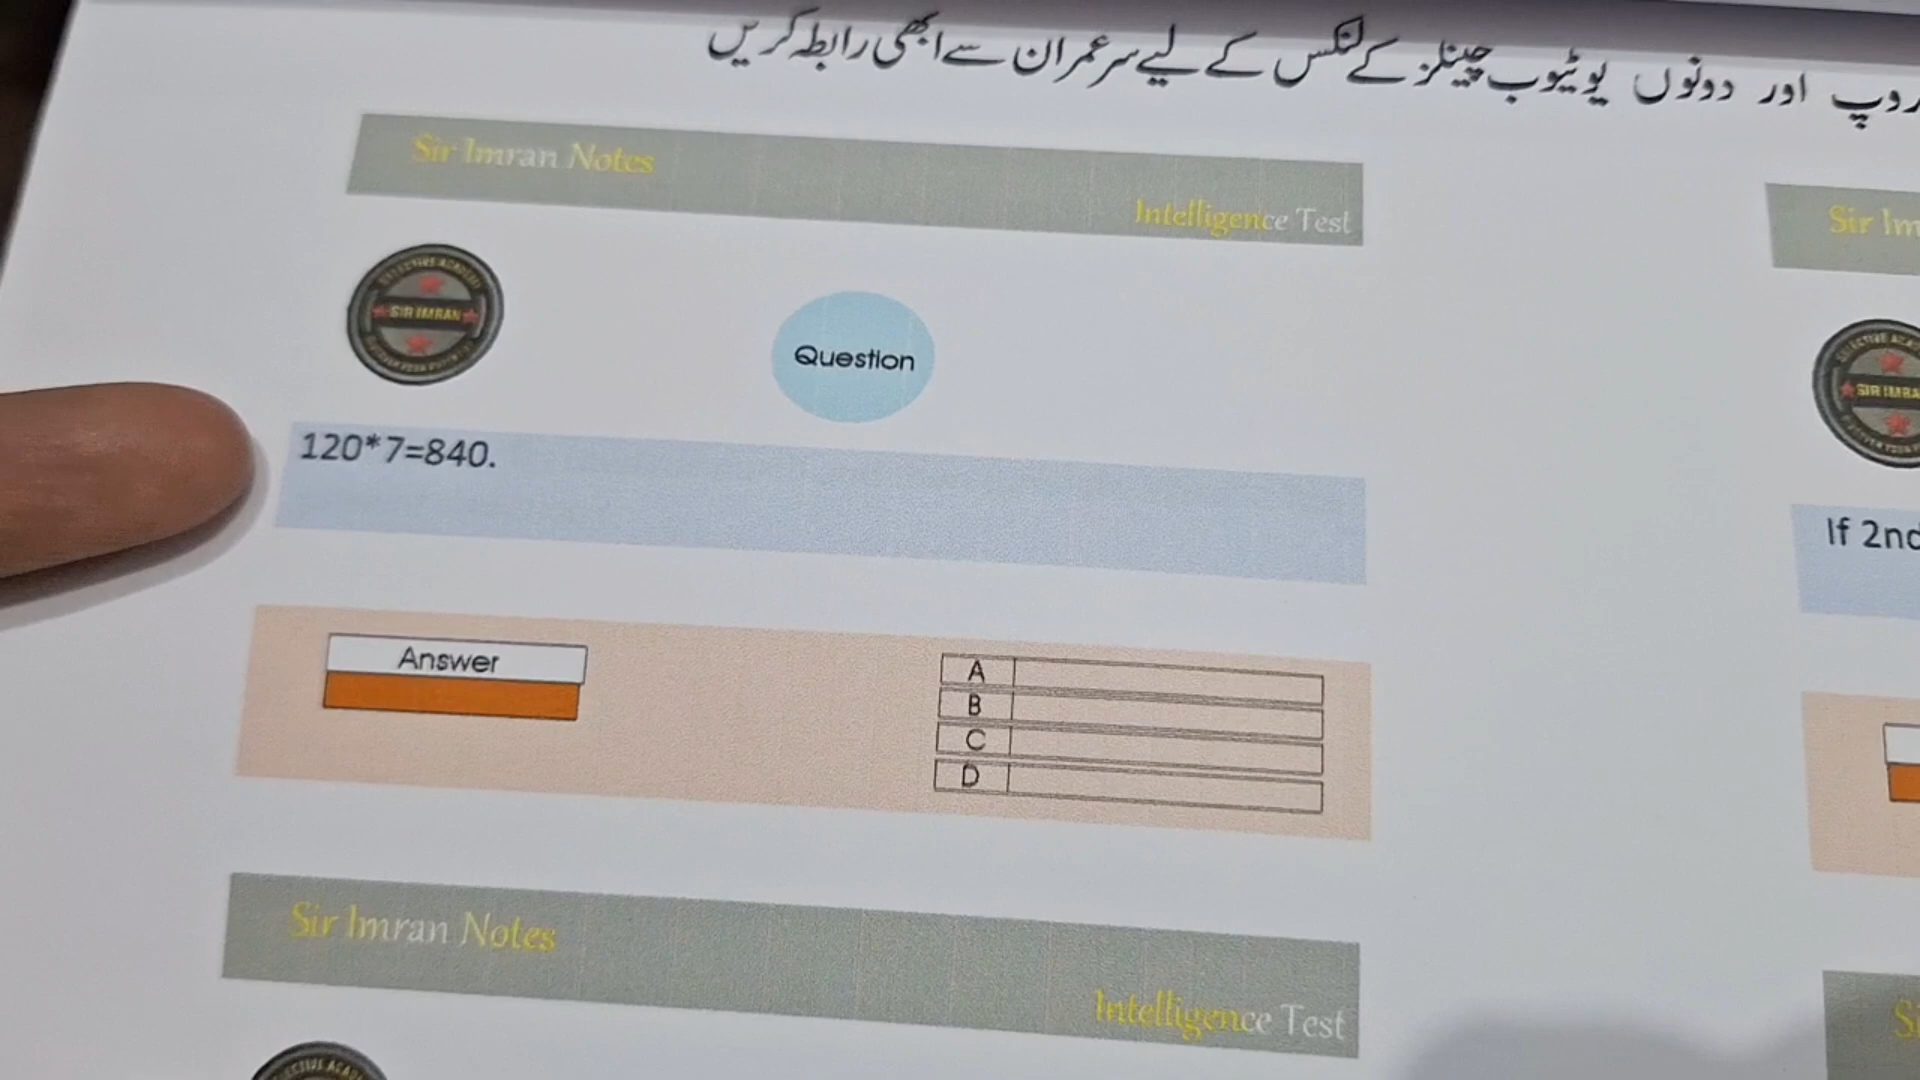 روپ اور دونوں یوٹیوب چینلز کے لنکس کے لیے سر عمران سے ابھی رابطہ کریں
Sir Imran Notes
Intelligence Test
SIR IMRAN
Question
120*7=840.
Answer
A
B
C
D
Sir Imran Notes
Intelligence Test
Sir Im
SIR IMRA
If 2nd